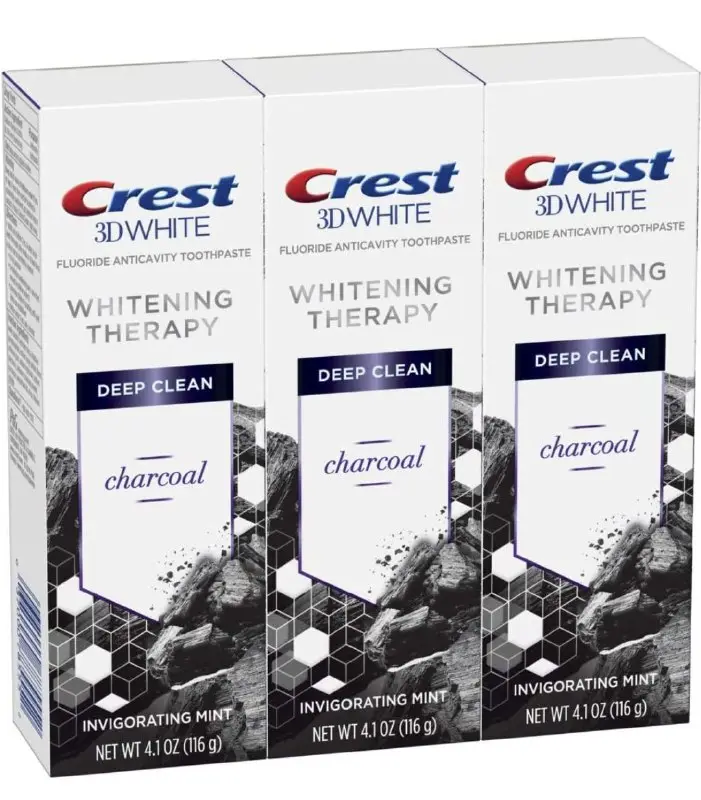 Crest
3D WHITE
FLUORIDE ANTICAVITY TOOTHPASTE
WHITENING
THERAPY
DEEP CLEAN
charcoal
INVIGORATING MINT
NET WT 4.1 OZ (116 g)
Crest
3D WHITE
FLUORIDE ANTICAVITY TOOTHPASTE
WHITENING
THERAPY
DEEP CLEAN
charcoal
INVIGORATING MINT
NET WT 4.1 OZ (116 g)
Crest
3D WHITE
FLUORIDE ANTICAVITY TOOTHPASTE
WHITENING
THERAPY
DEEP CLEAN
charcoal
INVIGORATING MINT
NET WT 4.1 OZ (116 g)